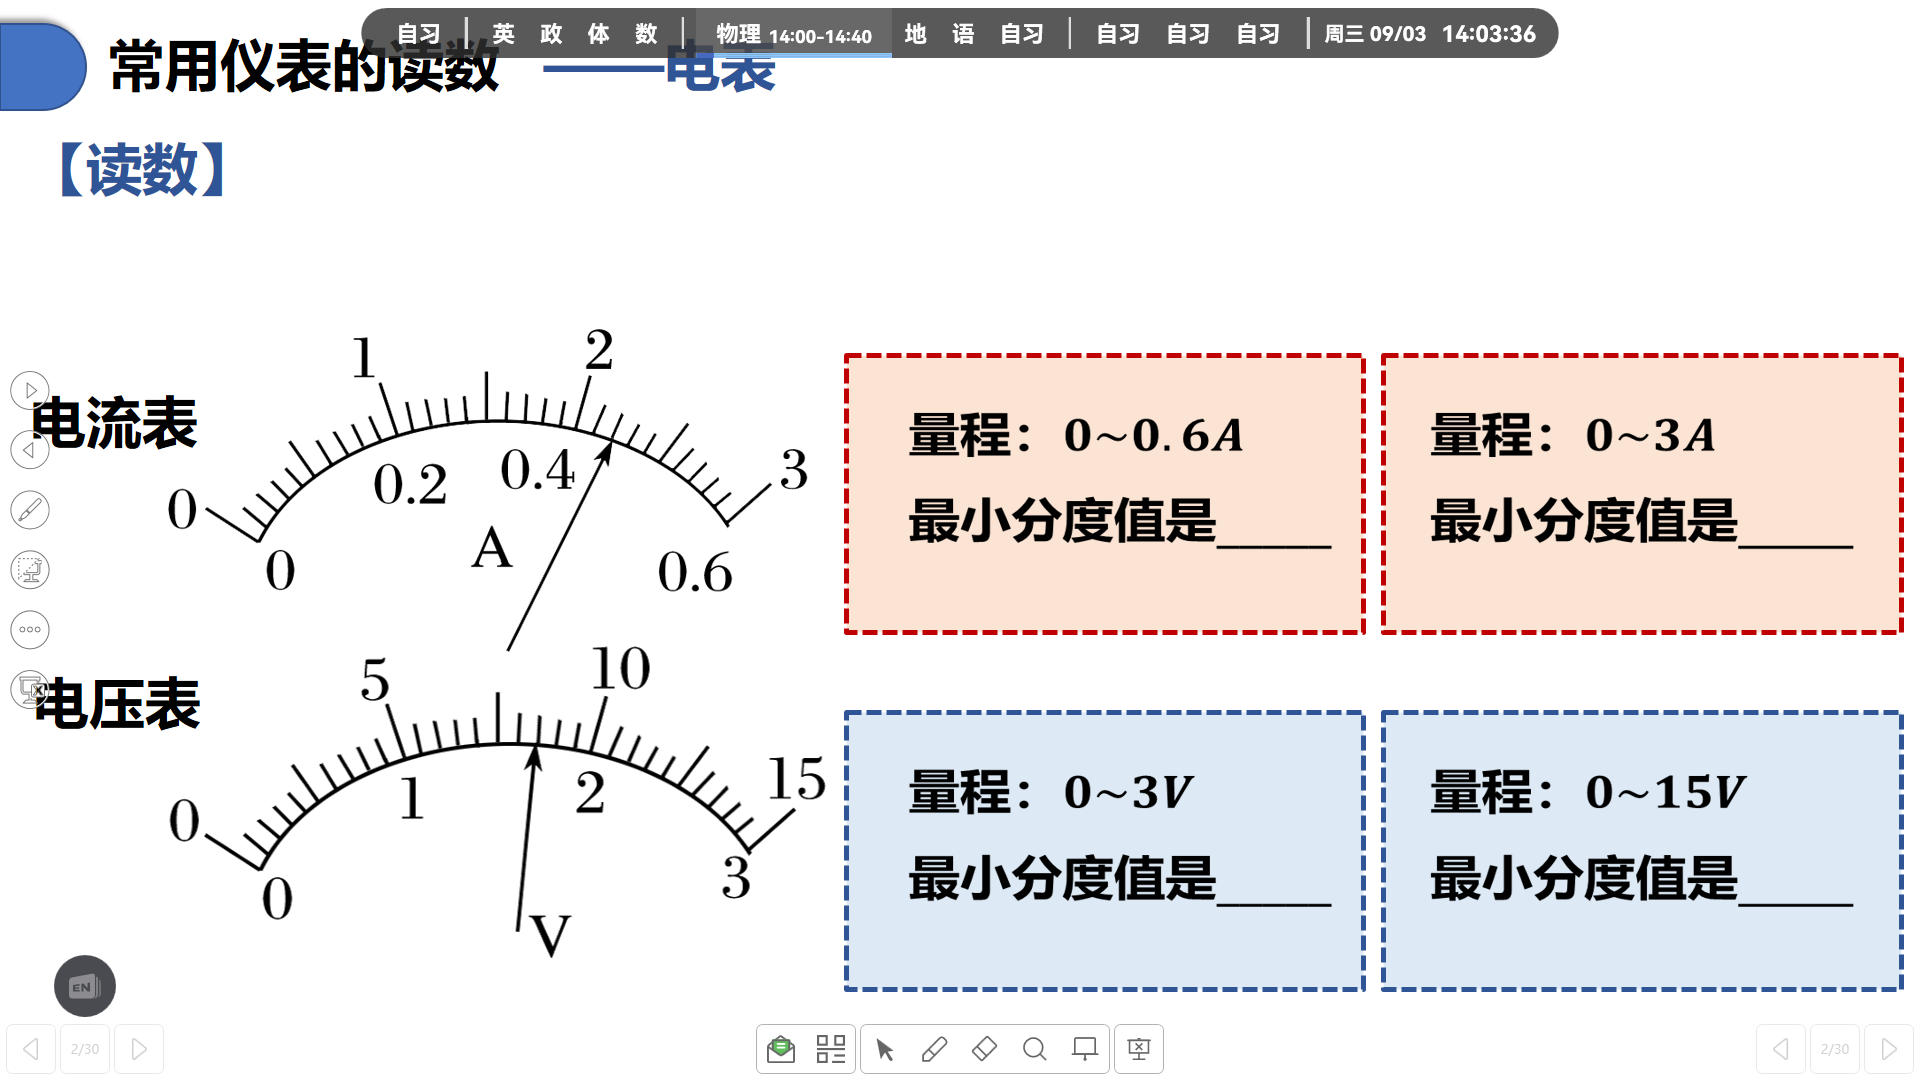 自习 | 英 政 体 数 | 物理 14:00-14:40 地 语 自习 | 自习 自习 自习 | 周三 09/03 14:03:36
常用仪表的读数 ——电表
【读数】
电流表
0 1 2 3
0 0.2 0.4 0.6
A
量程：0~0.6A
最小分度值是_____
量程：0~3A
最小分度值是_____
电压表
0 5 10 15
0 1 2 3
V
量程：0~3V
最小分度值是_____
量程：0~15V
最小分度值是_____
EN
2/30
2/30